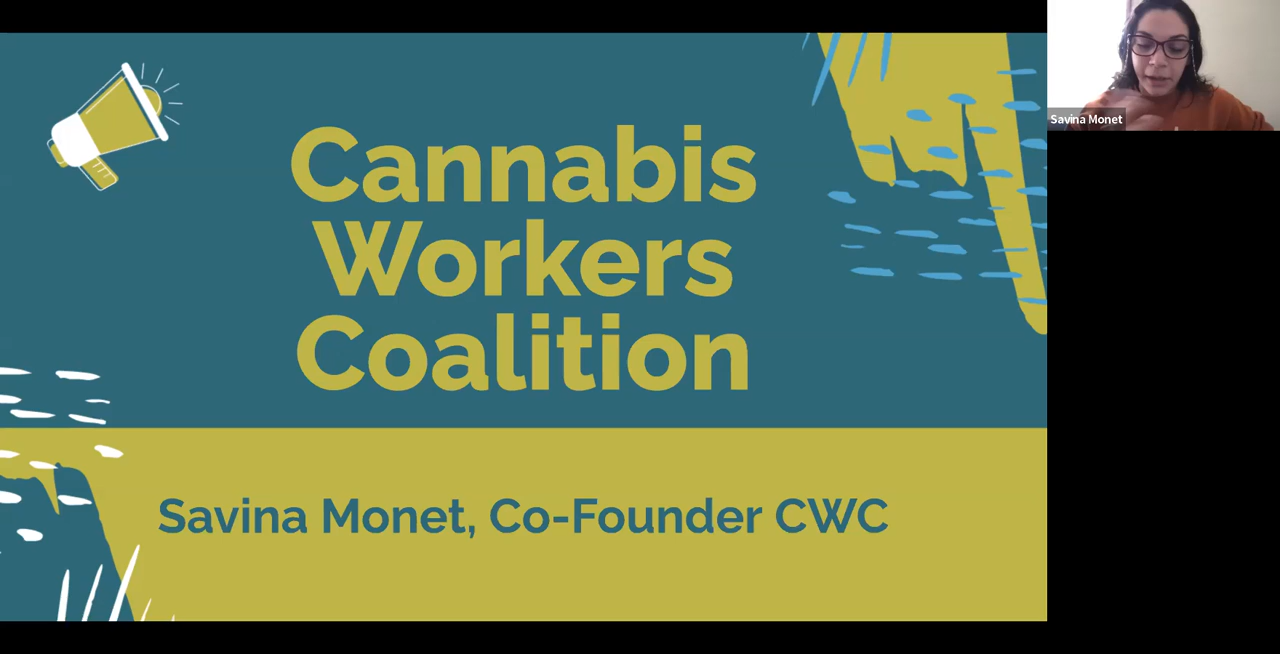 Cannabis
Workers
Coalition
Savina Monet, Co-Founder CWC
Savina Monet